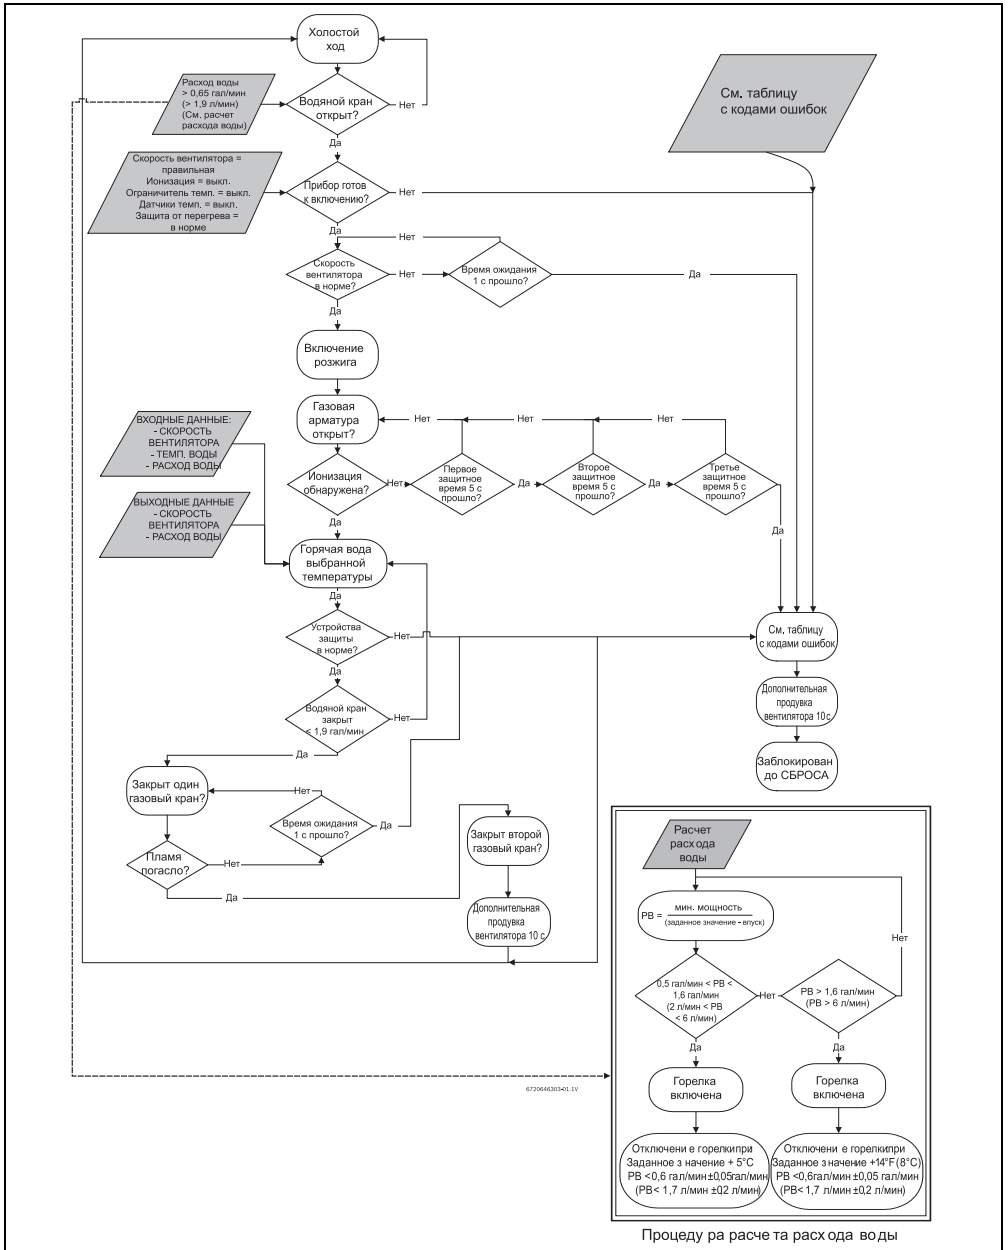 Холостой
ход
Расход воды
> 0,65 гал/мин
(> 1,9 л/мин)
(См. расчет
расхода воды)
Водяной кран
открыт?
Нет
Да
См. таблицу
с кодами ошибок
Скорость вентилятора =
правильная
Ионизация = выкл.
Ограничитель темп. = выкл.
Датчики темп. = выкл.
Защита от перегрева =
в норме
Прибор готов
к включению?
Нет
Да
Нет
Скорость
вентилятора
в норме?
Нет
Время ожидания
1 с прошло?
Да
Да
Включение
розжига
Газовая
арматура
открыт?
Нет
Нет
Нет
ВХОДНЫЕ ДАННЫЕ:
- СКОРОСТЬ
ВЕНТИЛЯТОРА
- ТЕМП. ВОДЫ
- РАСХОД ВОДЫ
Ионизация
обнаружена?
Нет
Первое
защитное
время 5 с
прошло?
Да
Второе
защитное
время 5 с
прошло?
Да
Третье
защитное
время 5 с
прошло?
Да
Да
ВЫХОДНЫЕ ДАННЫЕ
- СКОРОСТЬ
ВЕНТИЛЯТОРА
- РАСХОД ВОДЫ
Горячая вода
выбранной
температуры
Да
Устройства
защиты
в норме?
Нет
Да
См, таблицу
с кодами ошибок
Дополнительная
продувка
вентилятора 10 с
Заблокирован
до СБРОСА
Водяной кран
закрыт
< 1,9 гал/мин
Нет
Да
Закрыт один
газовый кран?
Нет
Время ожидания
1 с прошло?
Да
Пламя
погасло?
Нет
Да
Закрыт второй
газовый кран?
Дополнительная
продувка
вентилятора 10 с
6720646303-01.1V
Расчет
расхода
воды
РВ =
мин. мощность
(заданное значение - впуск)
Нет
0,5 гал/мин < РВ <
1,6 гал/мин
(2 л/мин < РВ
< 6 л/мин)
Нет
РВ > 1,6 гал/мин
(РВ > 6 л/мин)
Да
Да
Горелка
включена
Горелка
включена
Отключени е горелкипри
Заданное з начение + 5°C
РВ <0,6 гал/мин±0,05гал/мин
(РВ< 1,7 л/мин ±0,2 л/мин)
Отключени е горелкипри
Заданное з начение +14°F (8°C)
РВ <0,6гал/мин±0,05 гал/мин
(РВ< 1,7 л/мин ±0,2 л/мин)
Процеду ра расче та расх ода во ды